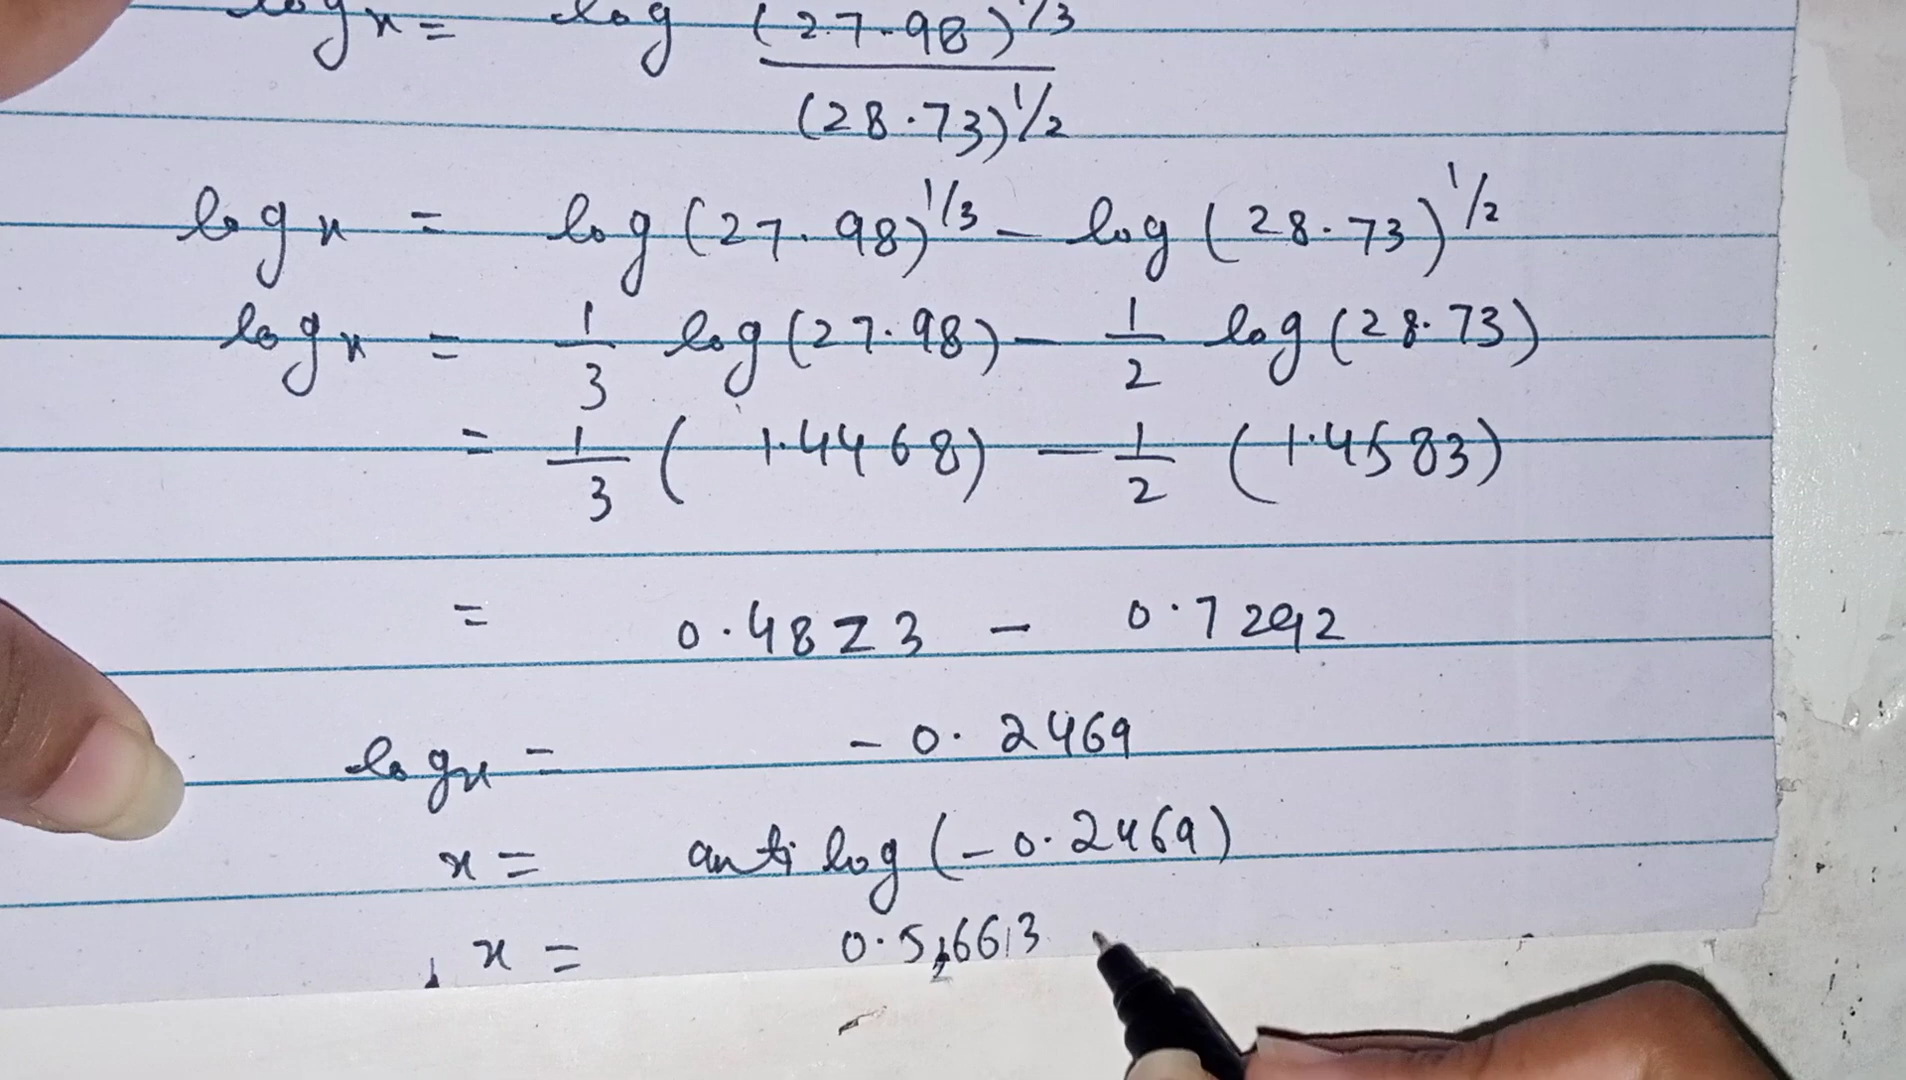 log x = log (27.98)^1/3
(28.73)^1/2
log x = log (27.98)^1/3 - log (28.73)^1/2
log x = 1/3 log (27.98) - 1/2 log (28.73)
= 1/3 (1.4468) - 1/2 (1.4583)
= 0.4823 - 0.7292
log x = -0.2469
x = anti log (-0.2469)
x = 0.56613